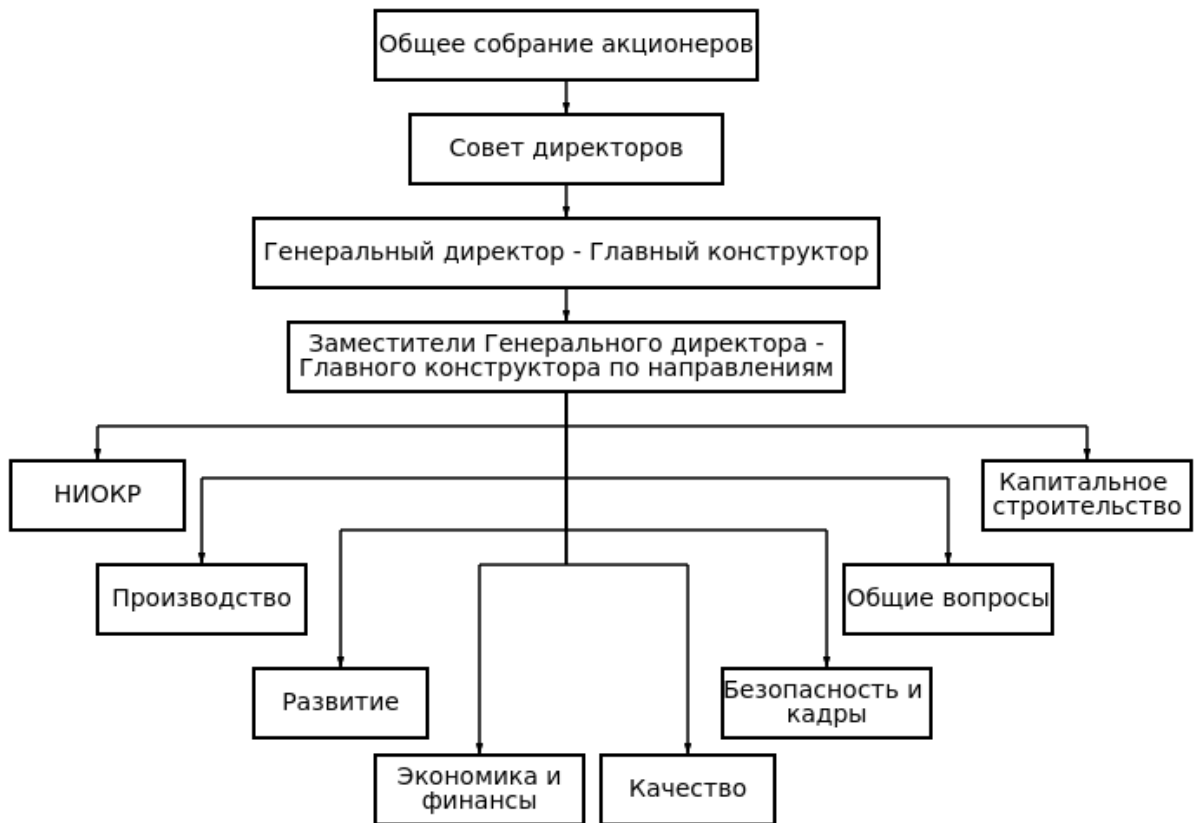 Общее собрание акционеров
Совет директоров
Генеральный директор - Главный конструктор
Заместители Генерального директора -
Главного конструктора по направлениям
НИОКР
Капитальное
строительство
Производство
Общие вопросы
Развитие
Безопасность и
кадры
Экономика и
финансы
Качество